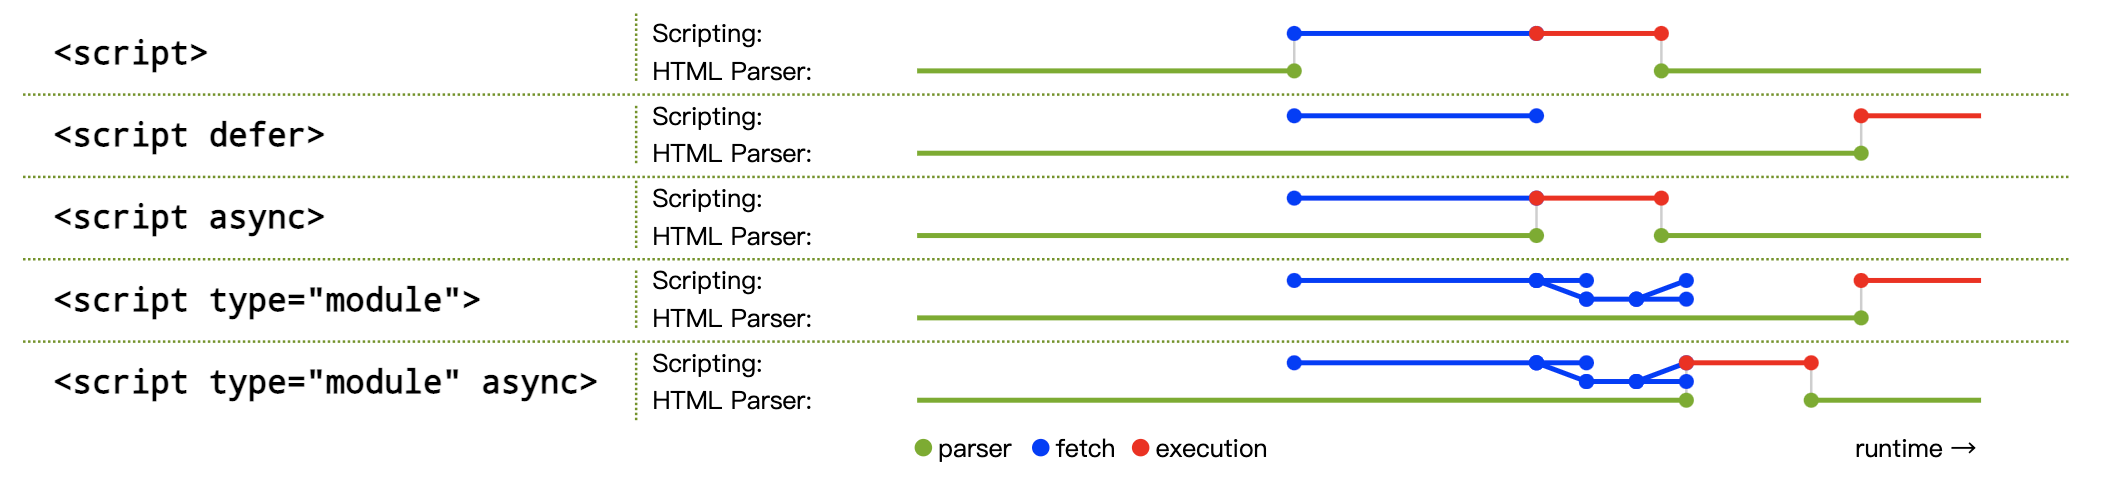 <script>
Scripting:
HTML Parser:
<script defer>
Scripting:
HTML Parser:
<script async>
Scripting:
HTML Parser:
<script type="module">
Scripting:
HTML Parser:
<script type="module" async>
Scripting:
HTML Parser:
parser fetch execution runtime →